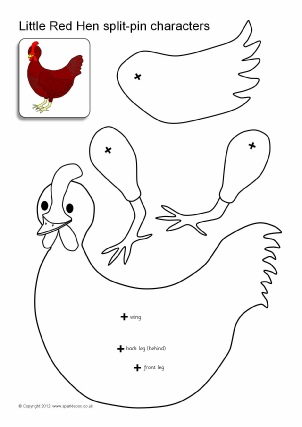 Little Red Hen split-pin characters
wing
back leg (behind)
front leg
© Copyright 2012, www.sparklebox.co.uk